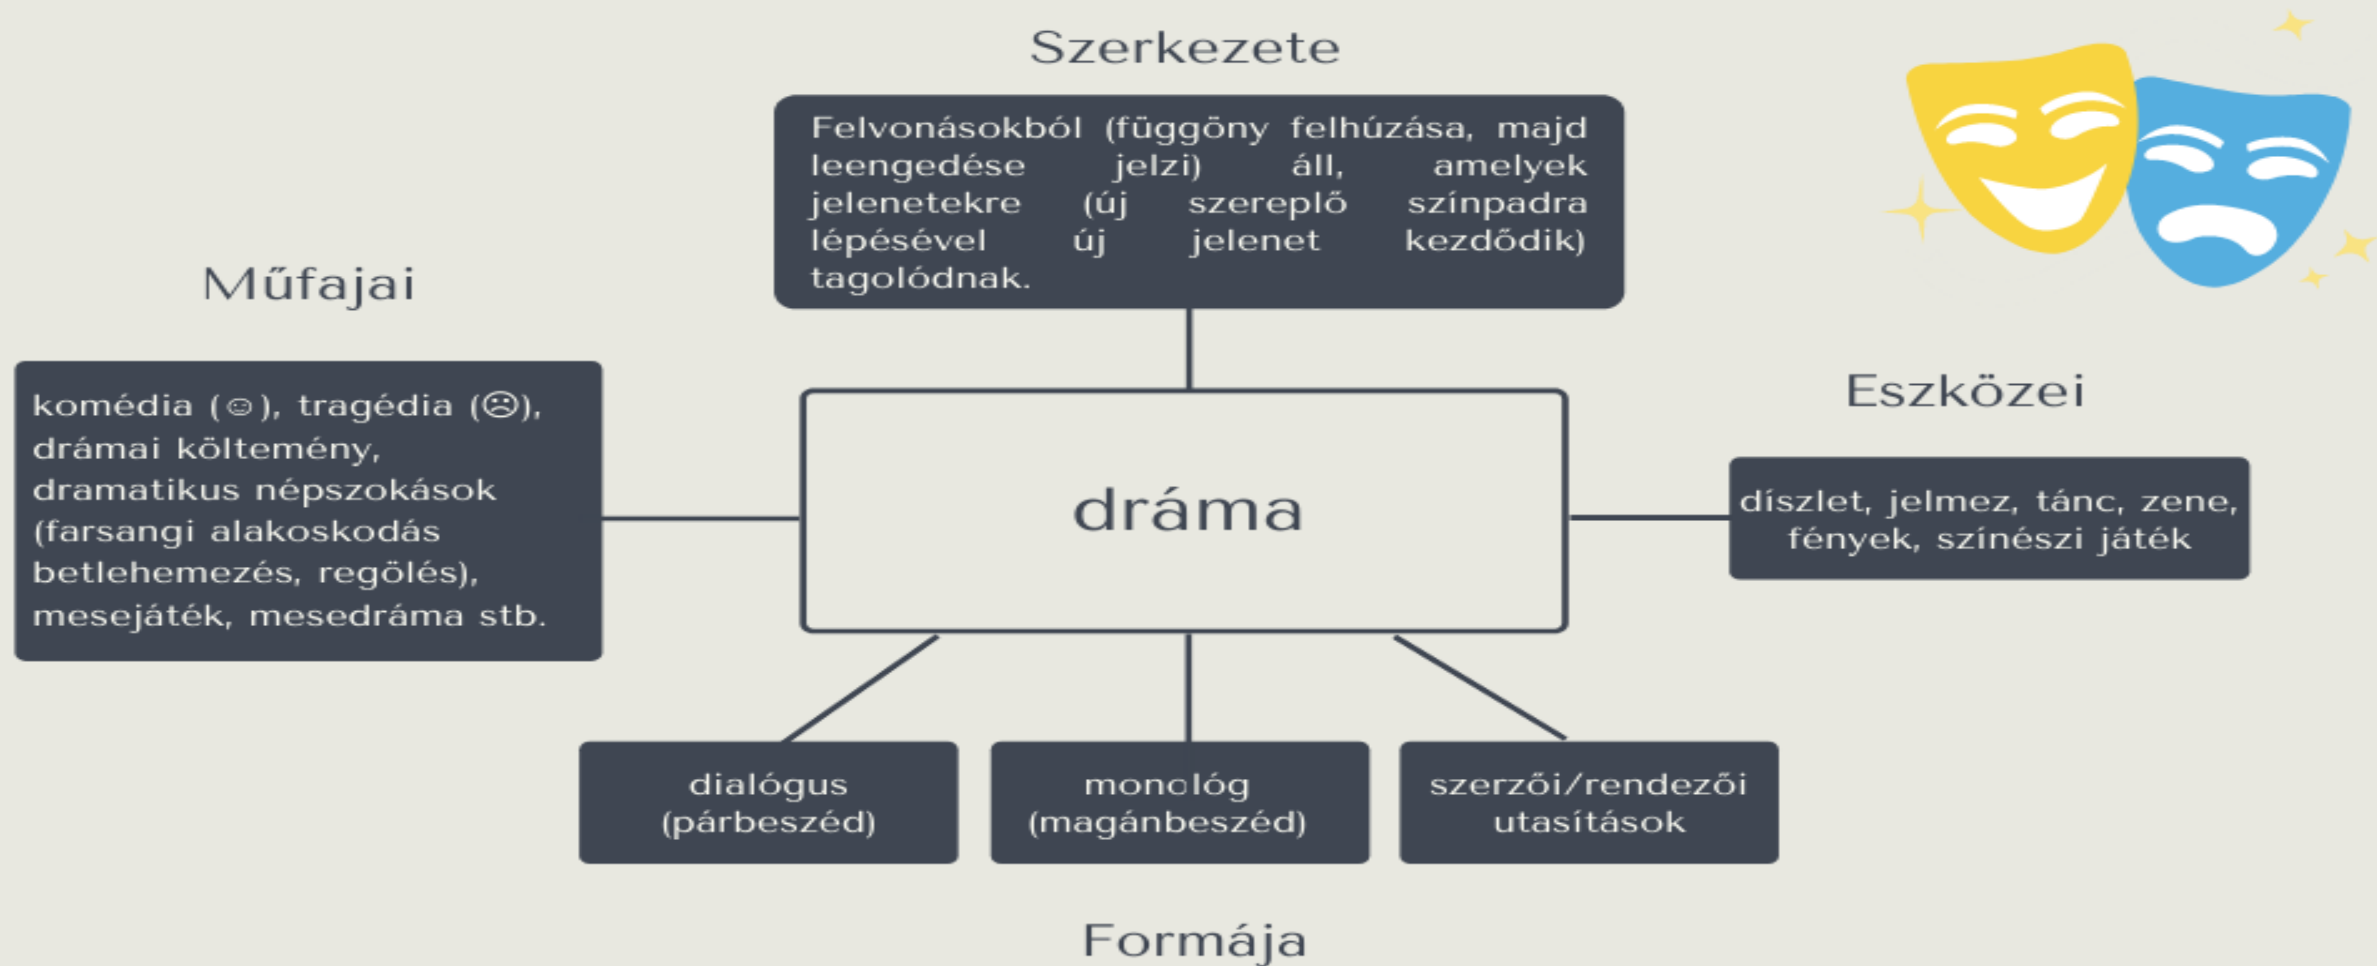 Szerkezete
Felvonásokból (függöny felhúzása, majd
leengedése jelzi) áll, amelyek
jelenetekre (új szereplő színpadra
lépésével új jelenet kezdődik)
tagolódnak.
Műfajai
komédia (☺), tragédia (☹),
drámai költemény,
dramatikus népszokások
(farsangi alakoskodás
betlehemezés, regölés),
mesejáték, mesedráma stb.
dráma
Eszközei
díszlet, jelmez, tánc, zene,
fények, színészi játék
dialógus
(párbeszéd)
monológ
(magánbeszéd)
szerzői/rendezői
utasítások
Formája